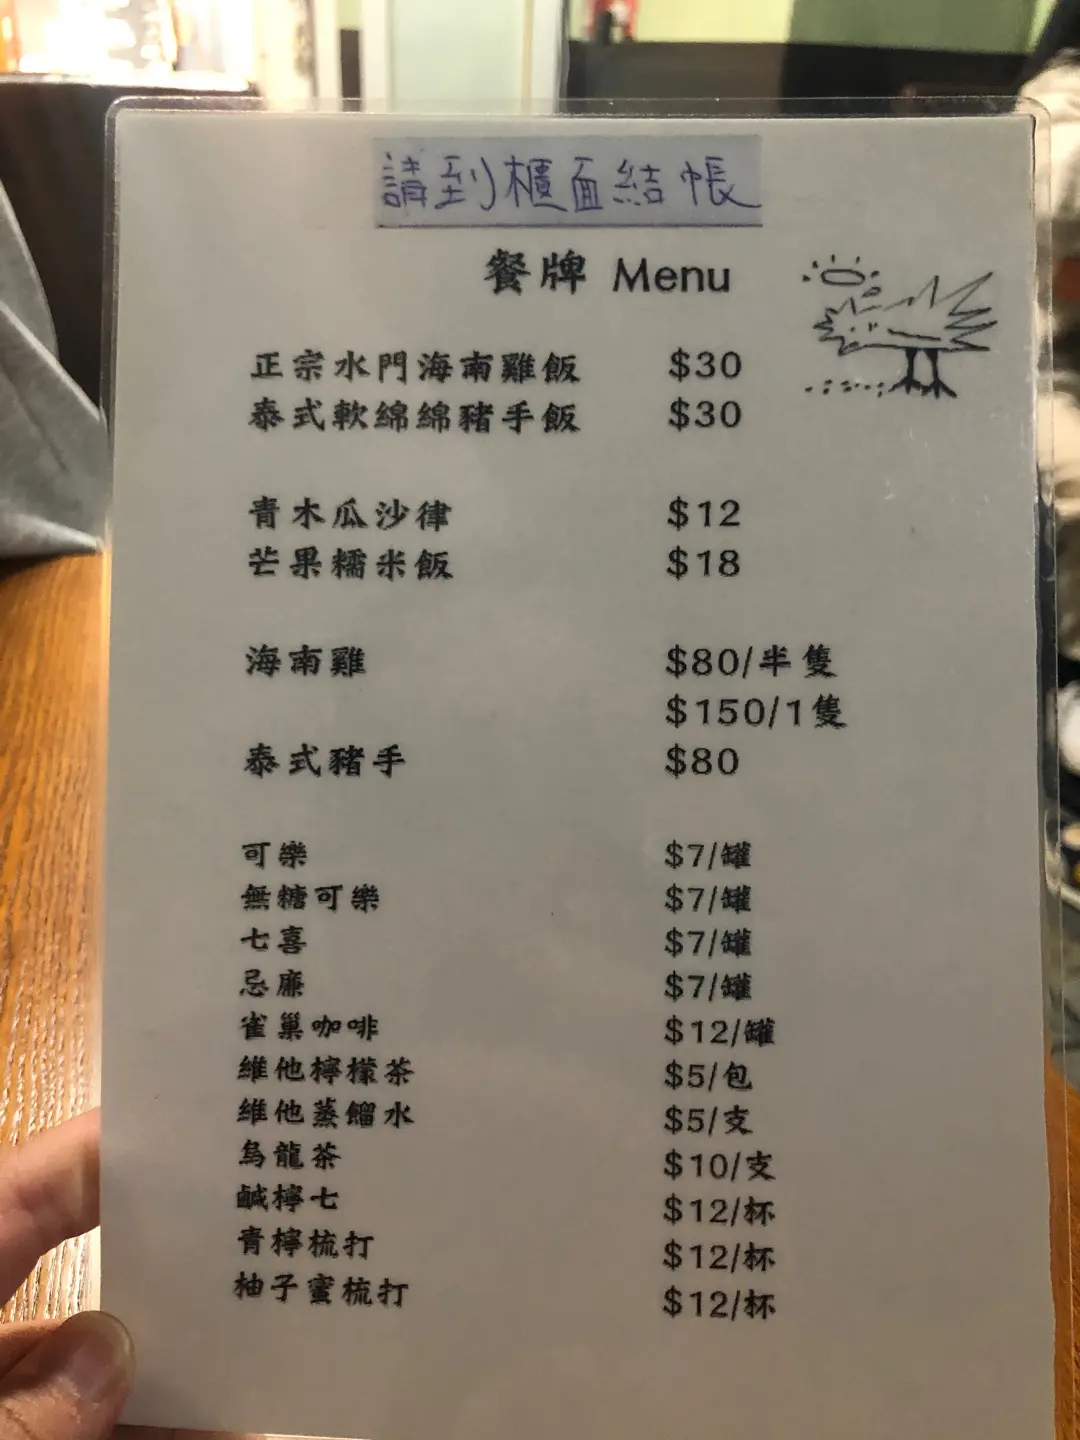 請到櫃面結帳
餐牌 Menu
正宗水門海南雞飯 $30
泰式軟綿綿豬手飯 $30
青木瓜沙律 $12
芒果糯米飯 $18
海南雞 $80/半隻
$150/1隻
泰式豬手 $80
可樂 $7/罐
無糖可樂 $7/罐
七喜 $7/罐
忌廉 $7/罐
雀巢咖啡 $12/罐
維他檸檬茶 $5/包
維他蒸餾水 $5/支
烏龍茶 $10/支
鹹檸七 $12/杯
青檸梳打 $12/杯
柚子蜜梳打 $12/杯